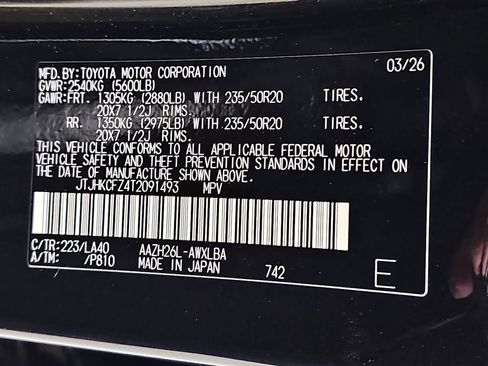 MFD.BY:TOYOTA MOTOR CORPORATION 03/26
GVWR:2540KG (5600LB)
GAWR:FRT. 1305KG (2880LB) WITH 235/50R20 TIRES,
20X7 1/2J RIMS.
RR. 1350KG (2975LB) WITH 235/50R20 TIRES,
20X7 1/2J RIMS.
THIS VEHICLE CONFORMS TO ALL APPLICABLE FEDERAL MOTOR
VEHICLE SAFETY AND THEFT PREVENTION STANDARDS IN EFFECT ON
THE DATE OF MANUFACTURE SHOWN ABOVE.
JTJHKCFZ4T2091493 MPV
C/TR:223/LA40 AAZH26L-AWXLBA
A/TM: /P810 MADE IN JAPAN 742 E